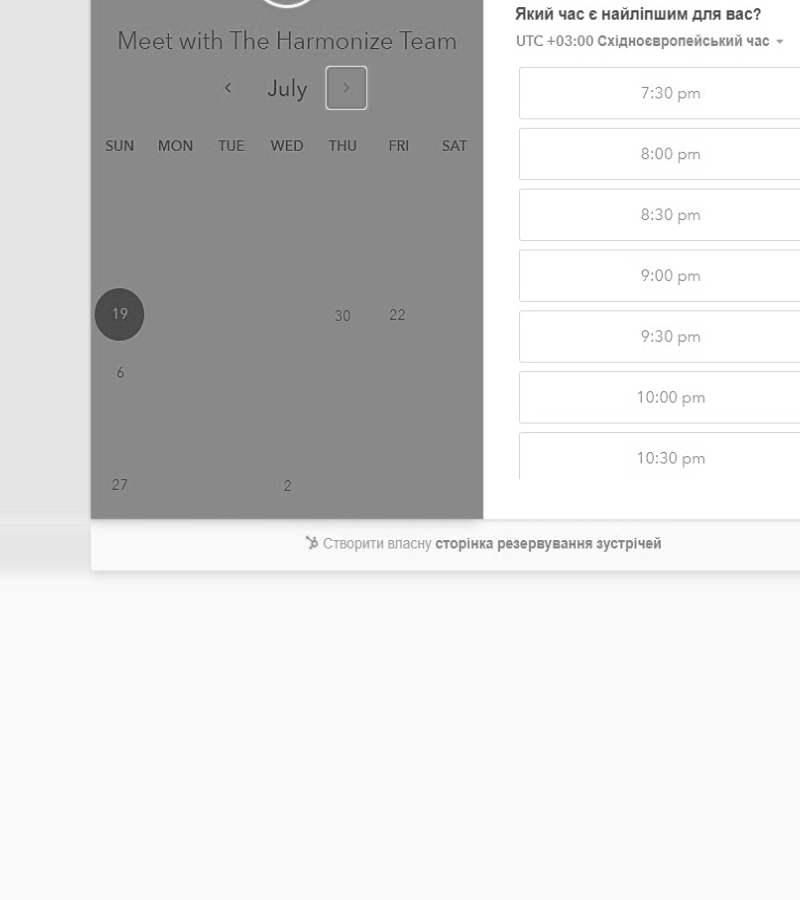 Meet with The Harmonize Team
July
SUN MON TUE WED THU FRI SAT
19 30 22
6
27 2
Який час є найліпшим для вас?
UTC +03:00 Східноєвропейський час
7:30 pm
8:00 pm
8:30 pm
9:00 pm
9:30 pm
10:00 pm
10:30 pm
Створити власну сторінка резервування зустрічей